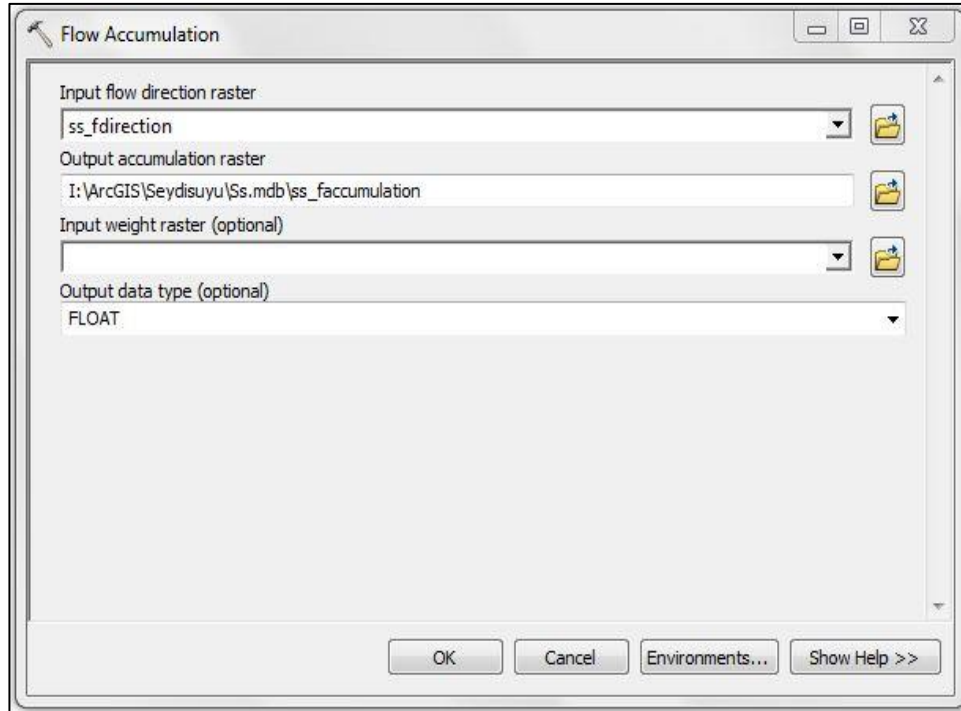 Flow Accumulation
Input flow direction raster
ss_fdirection
Output accumulation raster
I:\ArcGIS\Seydisuyu\Ss.mdb\ss_faccumulation
Input weight raster (optional)
Output data type (optional)
FLOAT
OK Cancel Environments... Show Help >>